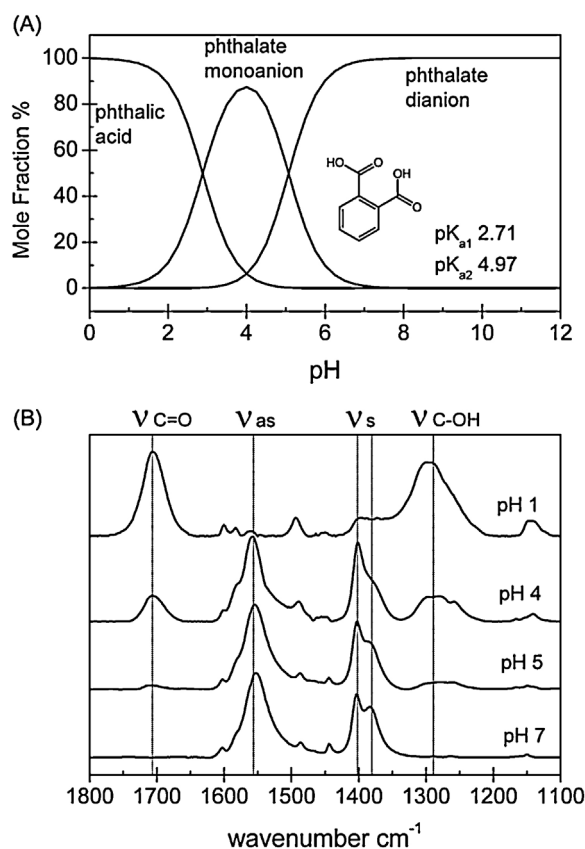 (A)
phthalate
monoanion
phthalate
dianion
phthalic
acid
100
80
60
40
20
0
Mole Fraction %
HO
O
OH
O
pKa1 2.71
pKa2 4.97
0 2 4 6 8 10 12
pH
(B)
ν C=O ν as ν s ν C-OH
pH 1
pH 4
pH 5
pH 7
1800 1700 1600 1500 1400 1300 1200 1100
wavenumber cm-1